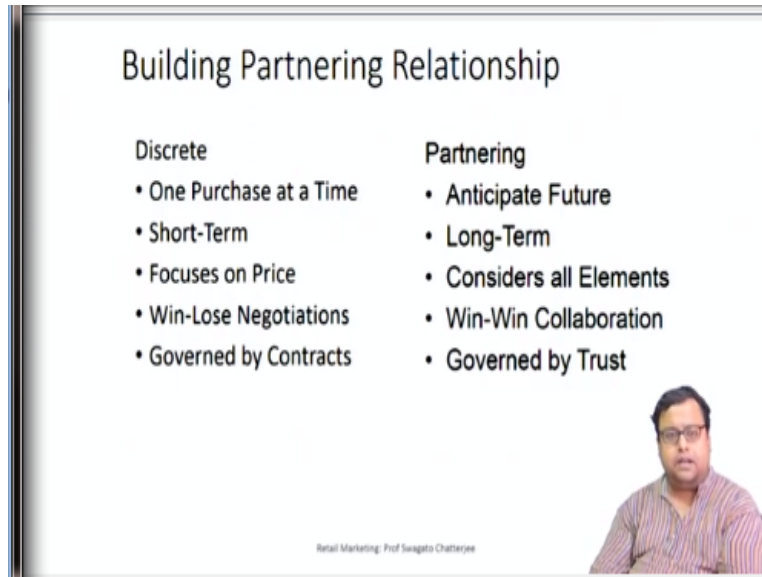 Building Partnering Relationship
Discrete
• One Purchase at a Time
• Short-Term
• Focuses on Price
• Win-Lose Negotiations
• Governed by Contracts
Partnering
• Anticipate Future
• Long-Term
• Considers all Elements
• Win-Win Collaboration
• Governed by Trust
Retail Marketing: Prof Swagato Chatterjee